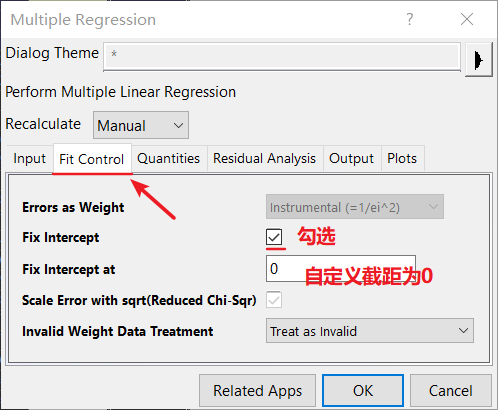 Multiple Regression
Dialog Theme *
Perform Multiple Linear Regression
Recalculate Manual
Input Fit Control Quantities Residual Analysis Output Plots
Errors as Weight Instrumental (=1/ei^2)
Fix Intercept 勾选
Fix Intercept at 0 自定义截距为0
Scale Error with sqrt(Reduced Chi-Sqr)
Invalid Weight Data Treatment Treat as Invalid
Related Apps OK Cancel